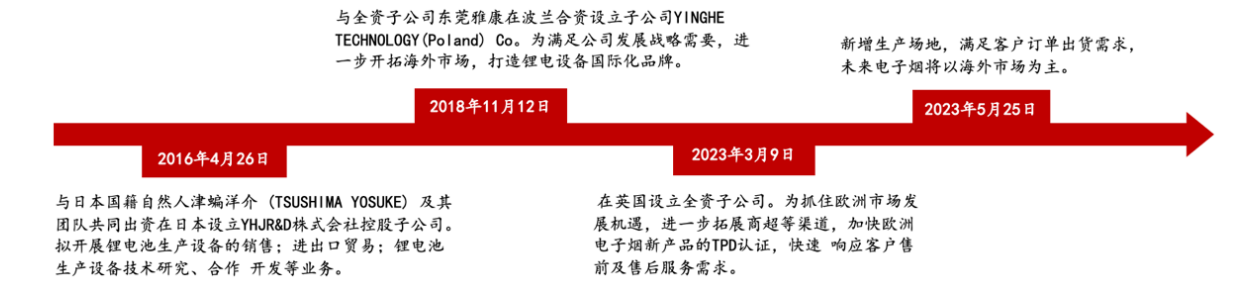 与全资子公司东莞雅康在波兰合资设立子公司YINGHE
TECHNOLOGY(Poland) Co。为满足公司发展战略需要，进
一步开拓海外市场，打造锂电设备国际化品牌。
新增生产场地，满足客户订单出货需求，
未来电子烟将以海外市场为主。
2018年11月12日
2023年5月25日
2016年4月26日
2023年3月9日
与日本国籍自然人津蝙洋介 (TSUSHIMA YOSUKE) 及其
团队共同出资在日本设立YHJR&D株式会社控股子公司。
拟开展锂电池生产设备的销售；进出口贸易；锂电池
生产设备技术研究、合作 开发等业务。
在英国设立全资子公司。为抓住欧洲市场发
展机遇，进一步拓展商超等渠道，加快欧洲
电子烟新产品的TPD认证，快速 响应客户售
前及售后服务需求。